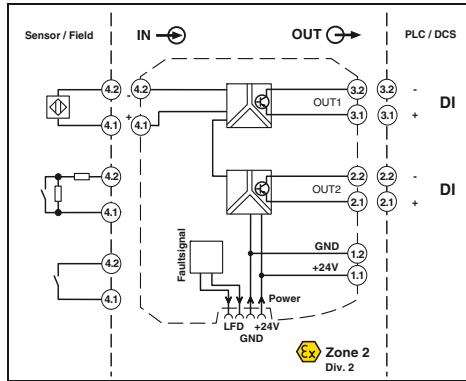 Sensor / Field
IN
OUT
PLC / DCS
4.2
4.2
-
3.2
3.2
-
OUT1
DI
4.1
+
4.1
3.1
3.1
+
4.2
2.2
2.2
-
OUT2
DI
4.1
2.1
2.1
+
Faultsignal
GND
1.2
4.2
+24V
1.1
4.1
Power
LFD
+24V
GND
Ex
Zone 2
Div. 2